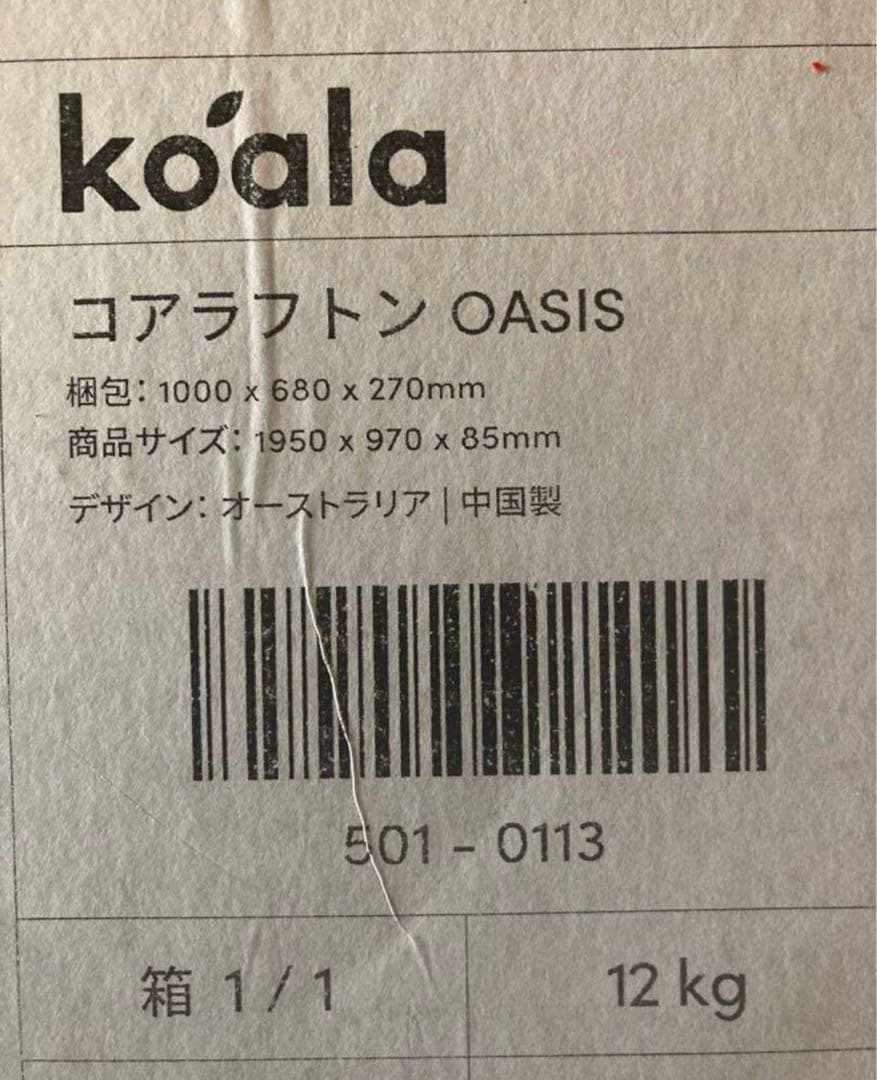 koala
コアラフトン OASIS
梱包: 1000 x 680 x 270mm
商品サイズ: 1950 x 970 x 85mm
デザイン: オーストラリア | 中国製
501 - 0113
箱 1 / 1
12 kg